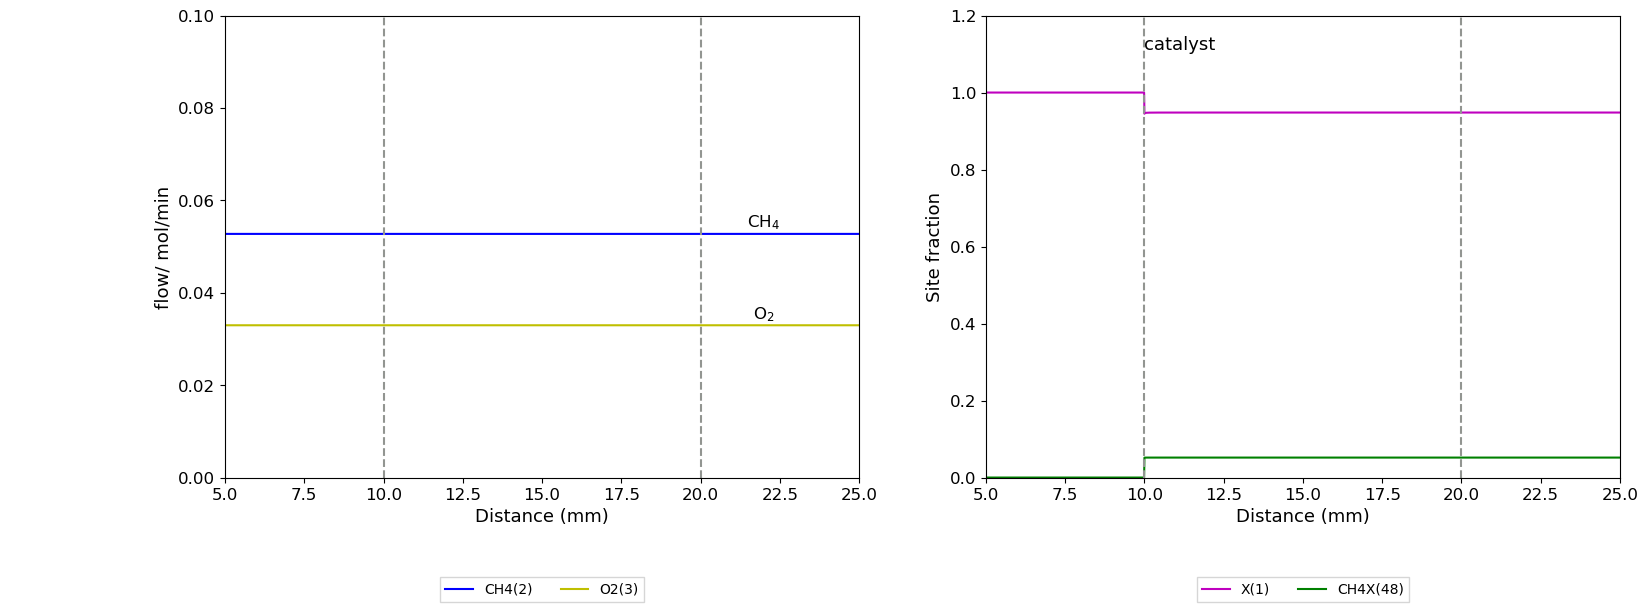 0.10
0.08
0.06
0.04
0.02
0.00
flow/ mol/min
CH₄
O₂
5.0 7.5 10.0 12.5 15.0 17.5 20.0 22.5 25.0
Distance (mm)
CH4(2) O2(3)
1.2
1.0
0.8
0.6
0.4
0.2
0.0
Site fraction
catalyst
5.0 7.5 10.0 12.5 15.0 17.5 20.0 22.5 25.0
Distance (mm)
X(1) CH4X(48)